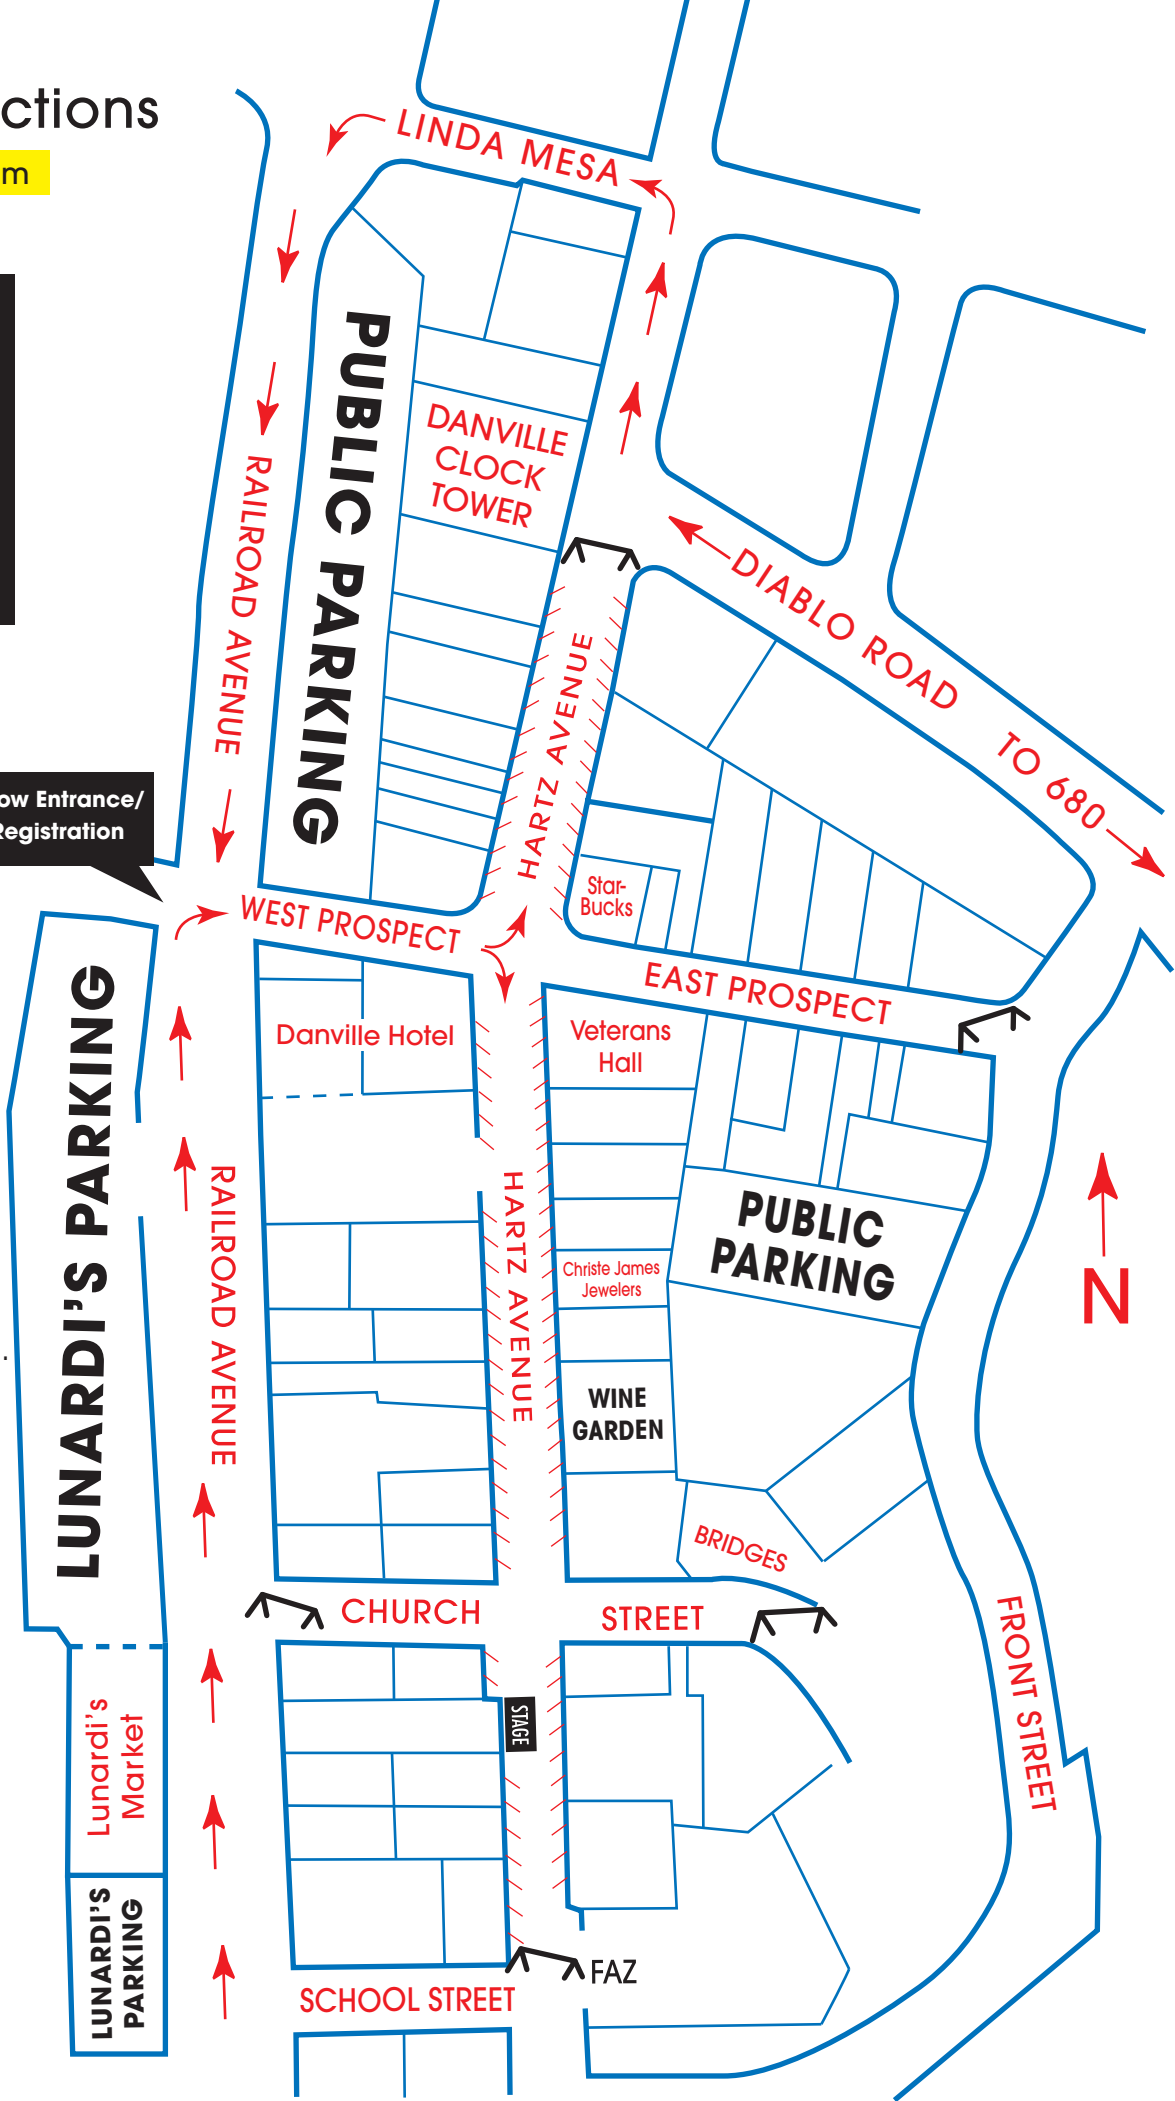 ctions
m
LINDA MESA
PUBLIC PARKING
DANVILLE
CLOCK
TOWER
RAILROAD AVENUE
DIABLO ROAD
TO 680
HARTZ AVENUE
ow Entrance/
Registration
Star-
Bucks
WEST PROSPECT
EAST PROSPECT
LUNARDI'S PARKING
Danville Hotel
Veterans
Hall
RAILROAD AVENUE
HARTZ AVENUE
PUBLIC
PARKING
Christe James
Jewelers
N
WINE
GARDEN
BRIDGES
CHURCH
STREET
FRONT STREET
Lunardi's
Market
STAGE
LUNARDI'S
PARKING
FAZ
SCHOOL STREET